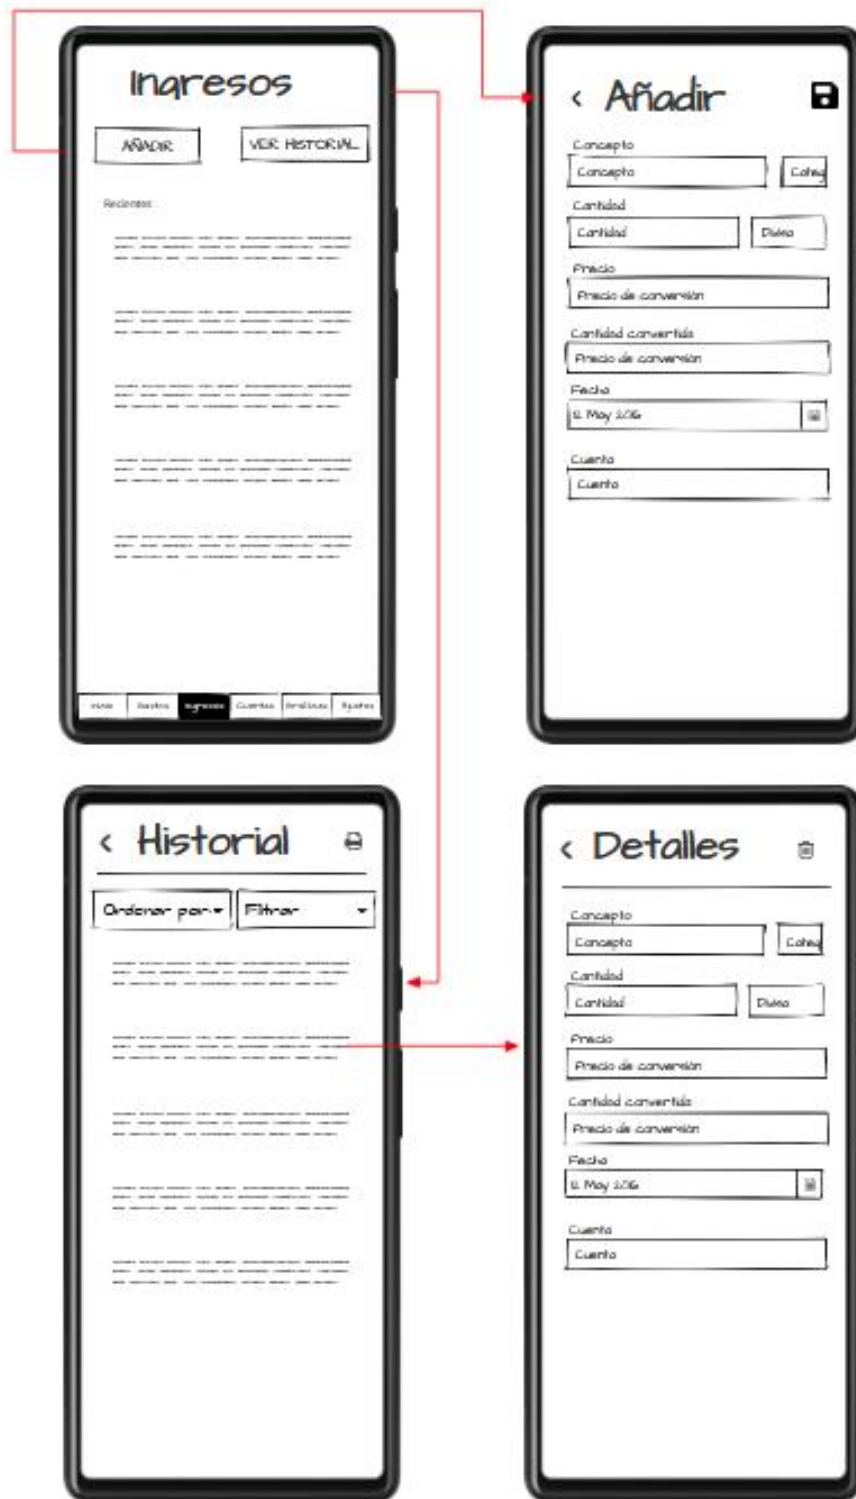 Ingresos
AÑADIR
VER HISTORIAL
Recientes
Inicio Gastos Ingresos Cuentas Análisis Ajustes
Añadir
Concepto
Concepto Categ
Cantidad
Cantidad Divisa
Precio
Precio de conversión
Cantidad convertida
Precio de conversión
Fecha
12 May 2016
Cuenta
Cuenta
Historial
Ordenar por
Filtrar
Detalles
Concepto
Concepto Categ
Cantidad
Cantidad Divisa
Precio
Precio de conversión
Cantidad convertida
Precio de conversión
Fecha
12 May 2016
Cuenta
Cuenta